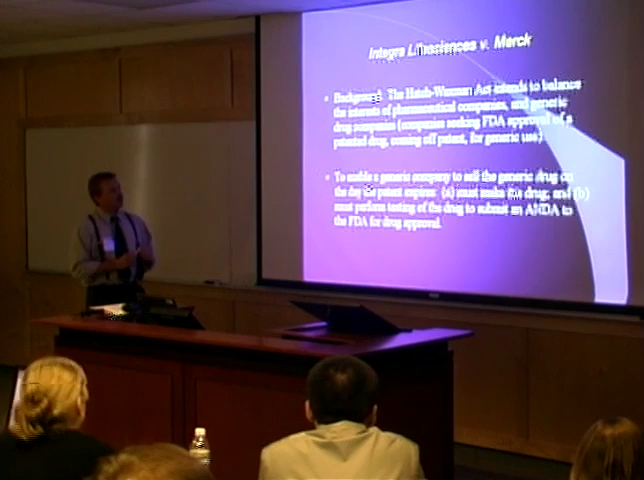 Integra Lifesciences v. Merck
Background: The Hatch-Waxman Act intends to balance
the interests of pharmaceutical companies, and generic
drug companies (companies seeking FDA approval of a
patented drug, coming off patent, for generic use.)
To enable a generic company to sell the generic drug on
the day the patent expires (a) must make the drug; and (b)
must perform testing of the drug to submit an ANDA to
the FDA for drug approval.